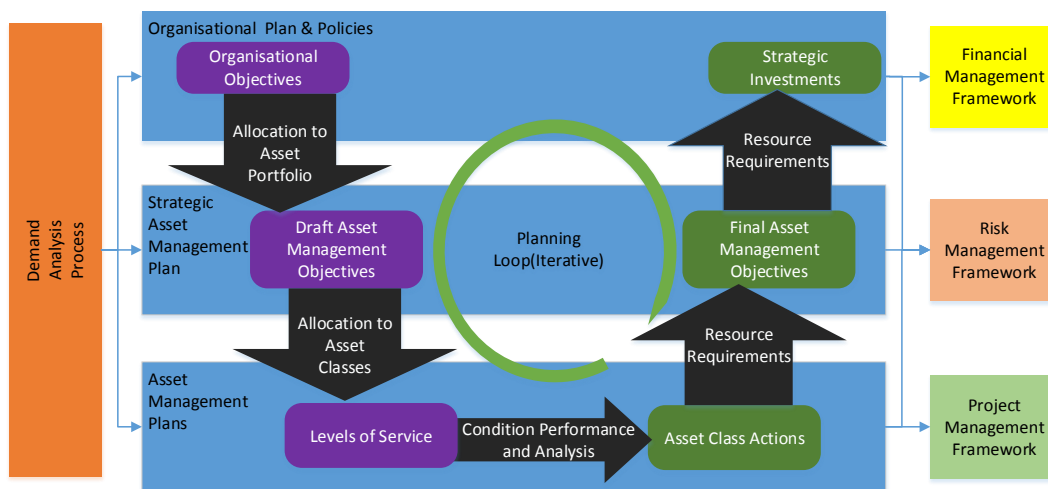 Demand
Analysis
Process
Organisational  Plan & Policies
Organisational
Objectives
Allocation to
Asset
Portfolio
Strategic
Asset
Management
Plan
Draft Asset
Management
Objectives
Allocation to
Asset
Classes
Asset
Management
Plans
Levels of Service
Condition Performance
and Analysis
Planning
Loop(Iterative)
Strategic
Investments
Resource
Requirements
Final Asset
Management
Objectives
Resource
Requirements
Asset Class Actions
Financial
Management
Framework
Risk
Management
Framework
Project
Management
Framework